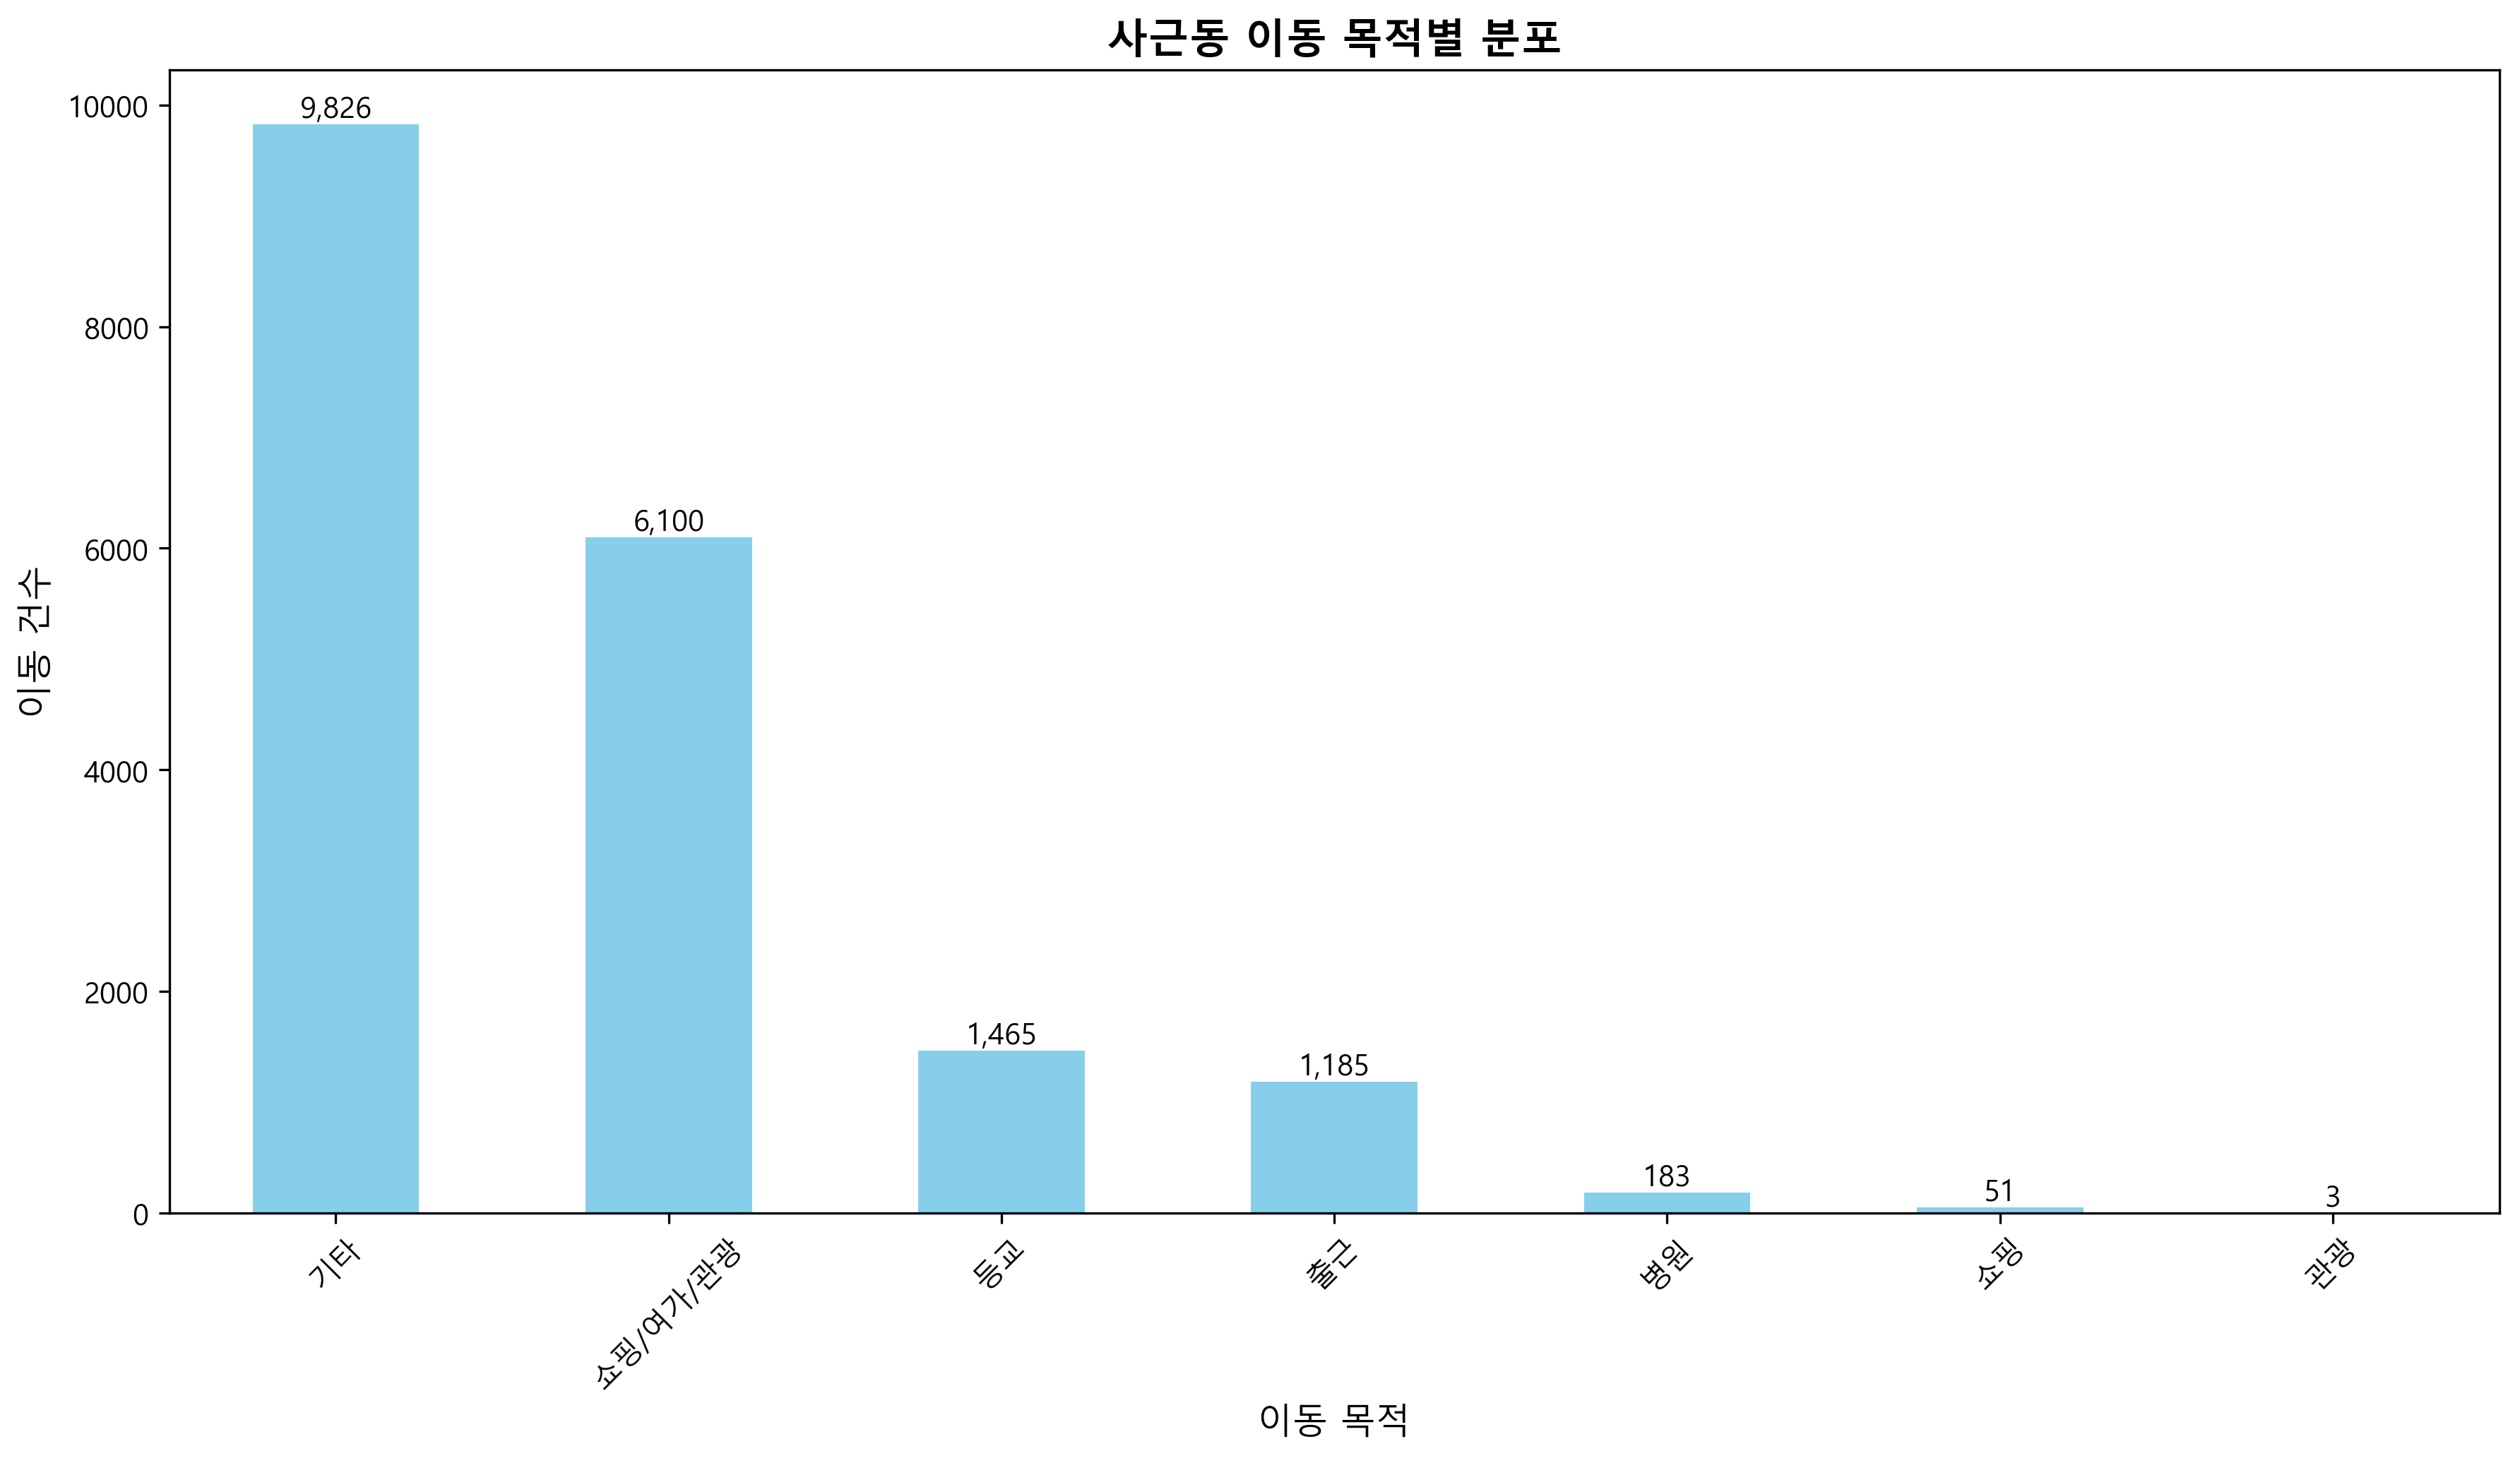 사근동 이동 목적별 분포
이동 건수
10000
8000
6000
4000
2000
0
9,826
6,100
1,465
1,185
183
51
3
기타
쇼핑/여가/관광
등교
출근
병원
쇼핑
관광
이동 목적